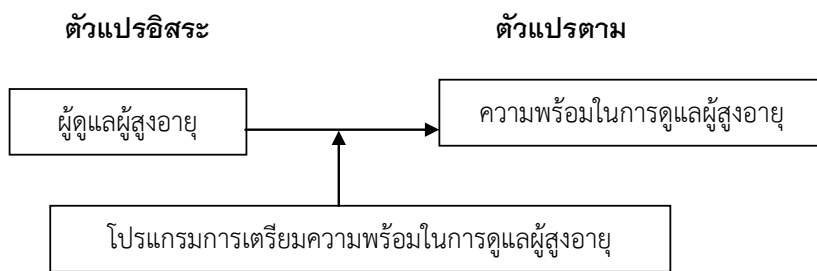 ตัวแปรอิสระ
ตัวแปรตาม
ผู้ดูแลผู้สูงอายุ
ความพร้อมในการดูแลผู้สูงอายุ
โปรแกรมการเตรียมความพร้อมในการดูแลผู้สูงอายุ